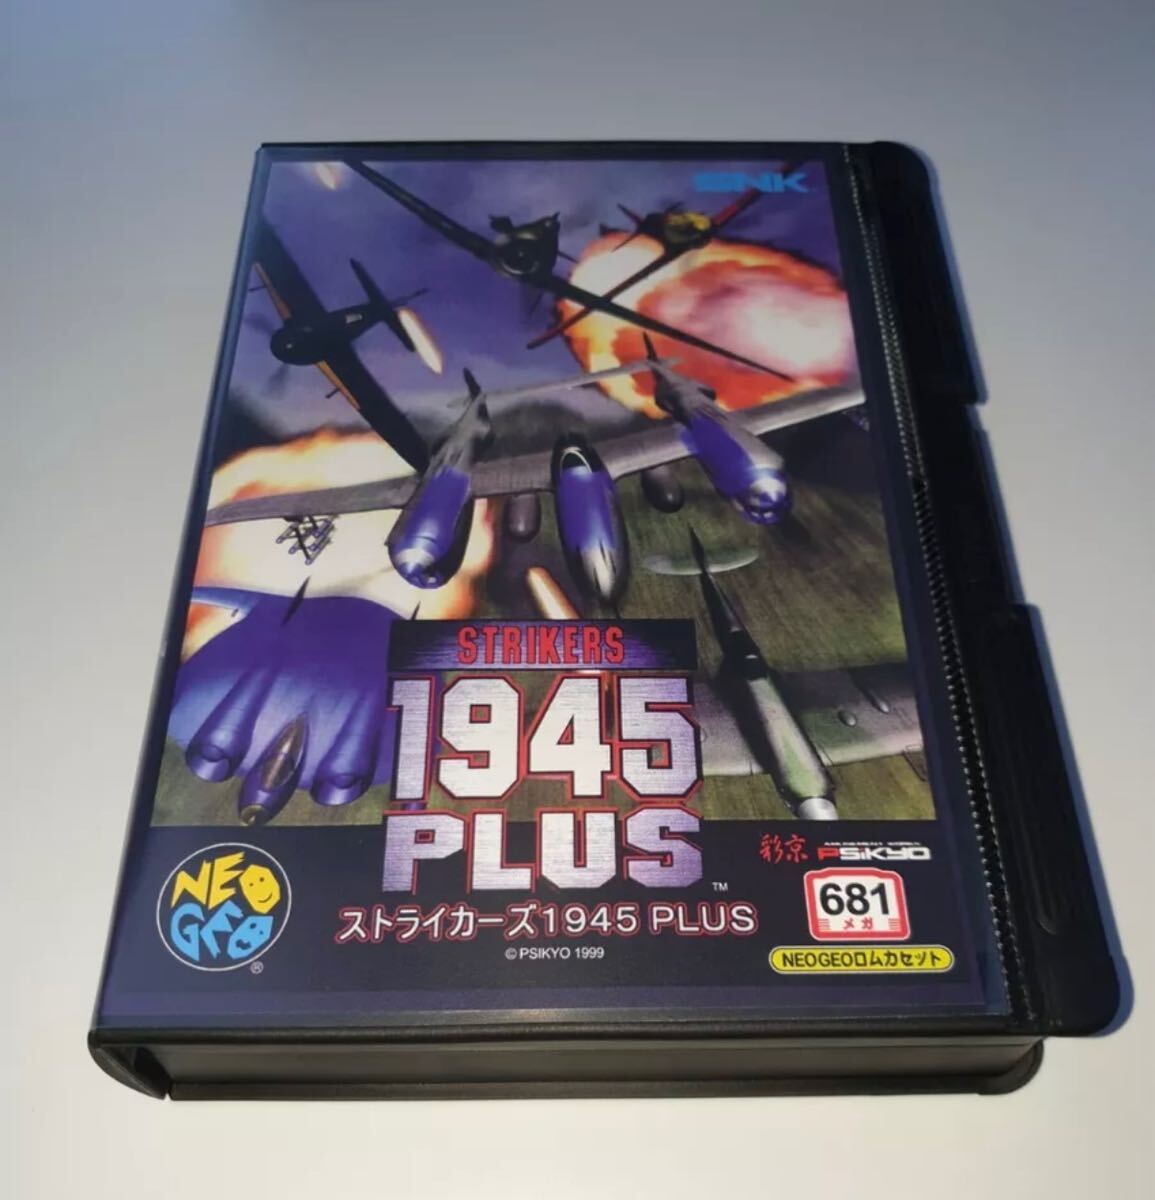 SNK
STRIKERS
1945
PLUS
TM
ストライカーズ1945 PLUS
©PSIKYO 1999
NEO
GEO
®
彩京 PSIKYO
681
メガ
NEOGEOロムカセット